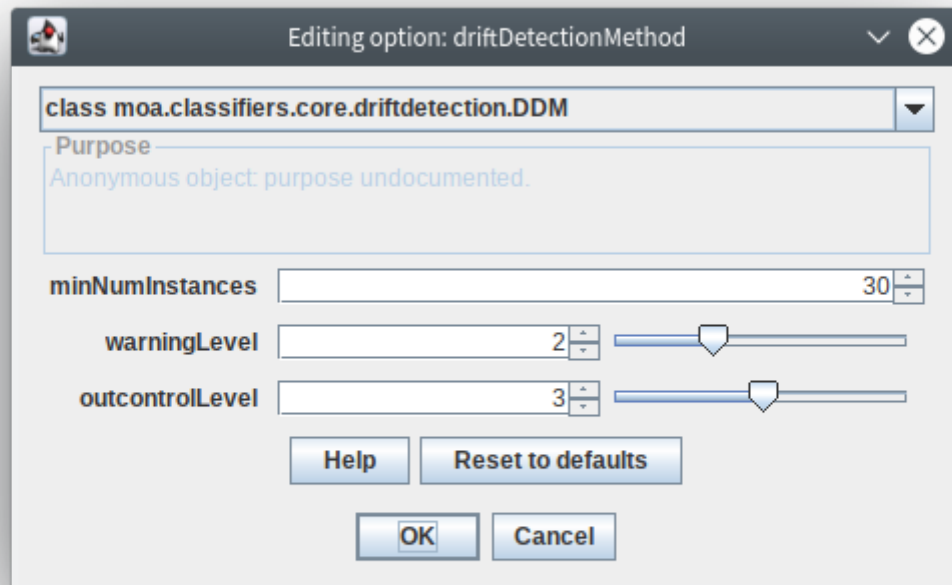 Editing option: driftDetectionMethod
class moa.classifiers.core.driftdetection.DDM
Purpose
Anonymous object: purpose undocumented.
minNumInstances 30
warningLevel 2
outcontrolLevel 3
Help Reset to defaults
OK Cancel